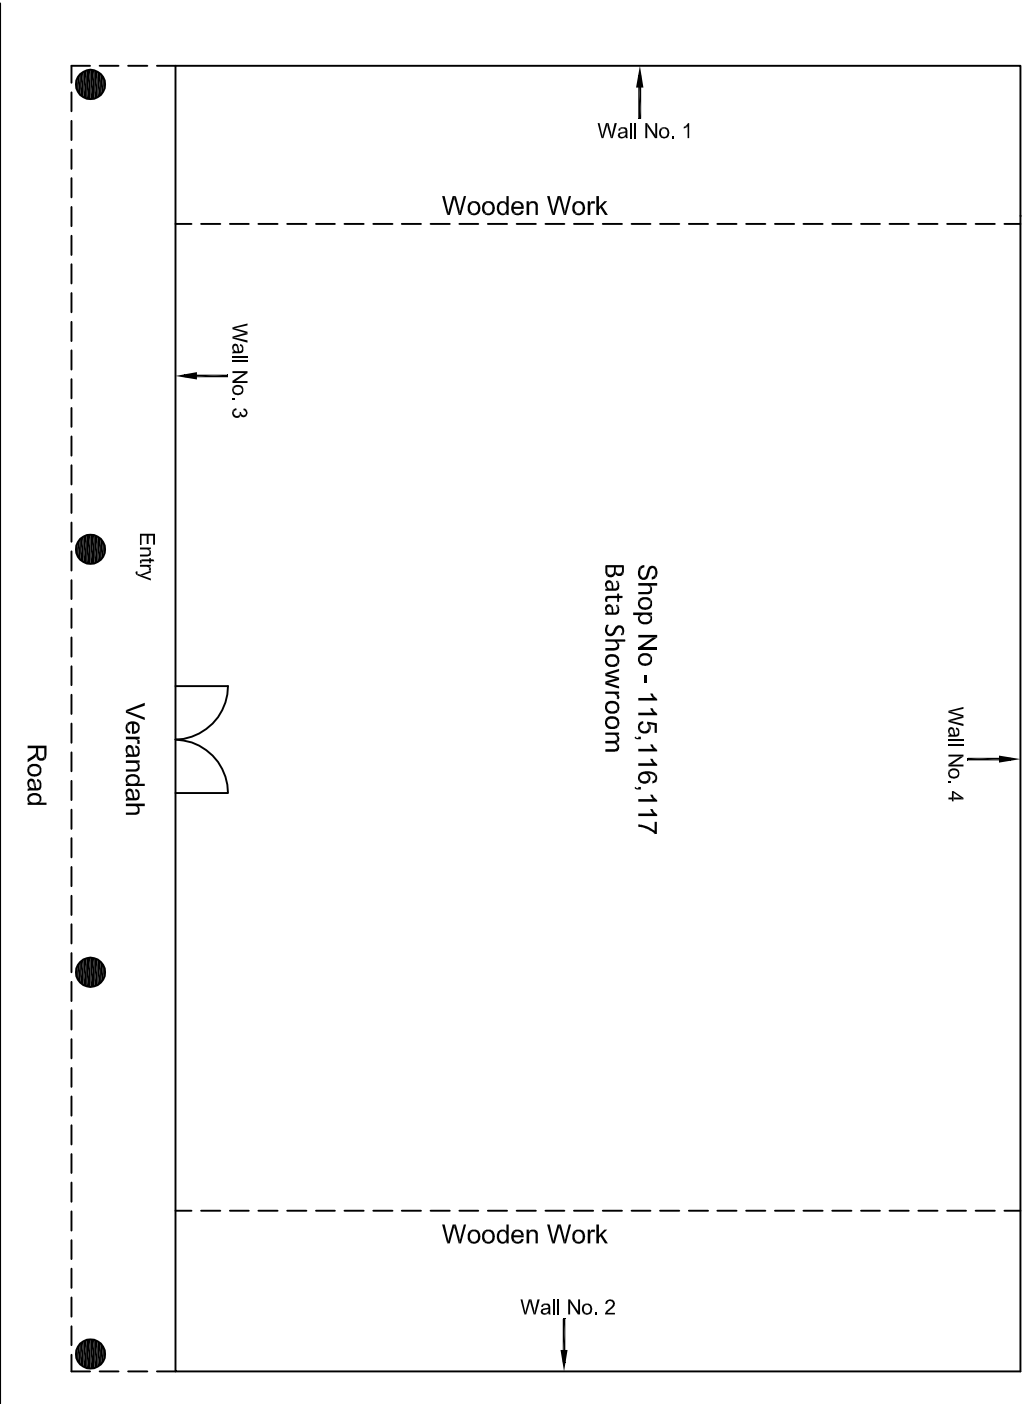 Wall No. 1
Wooden Work
Wall No. 3
Entry
Shop No - 115,116,117
Bata Showroom
Wall No. 4
Verandah
Road
Wooden Work
Wall No. 2